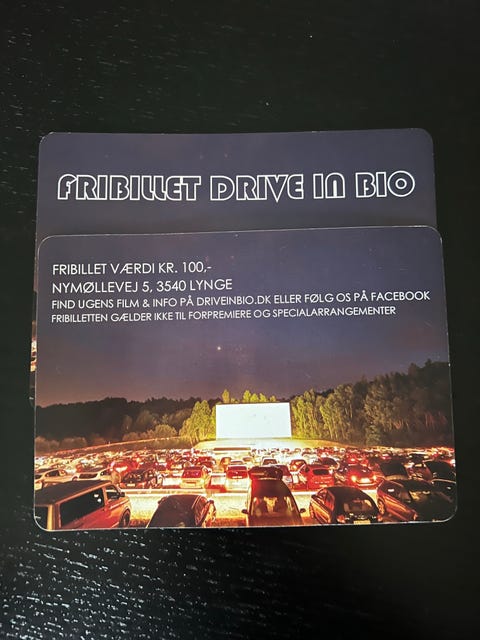 FRIBILLET DRIVE IN BIO
FRIBILLET VÆRDI KR. 100,-
NYMØLLEVEJ 5, 3540 LYNGE
FIND UGENS FILM & INFO PÅ DRIVEINBIO.DK ELLER FØLG OS PÅ FACEBOOK
FRIBILLETTEN GÆLDER IKKE TIL FORPREMIERE OG SPECIALARRANGEMENTER